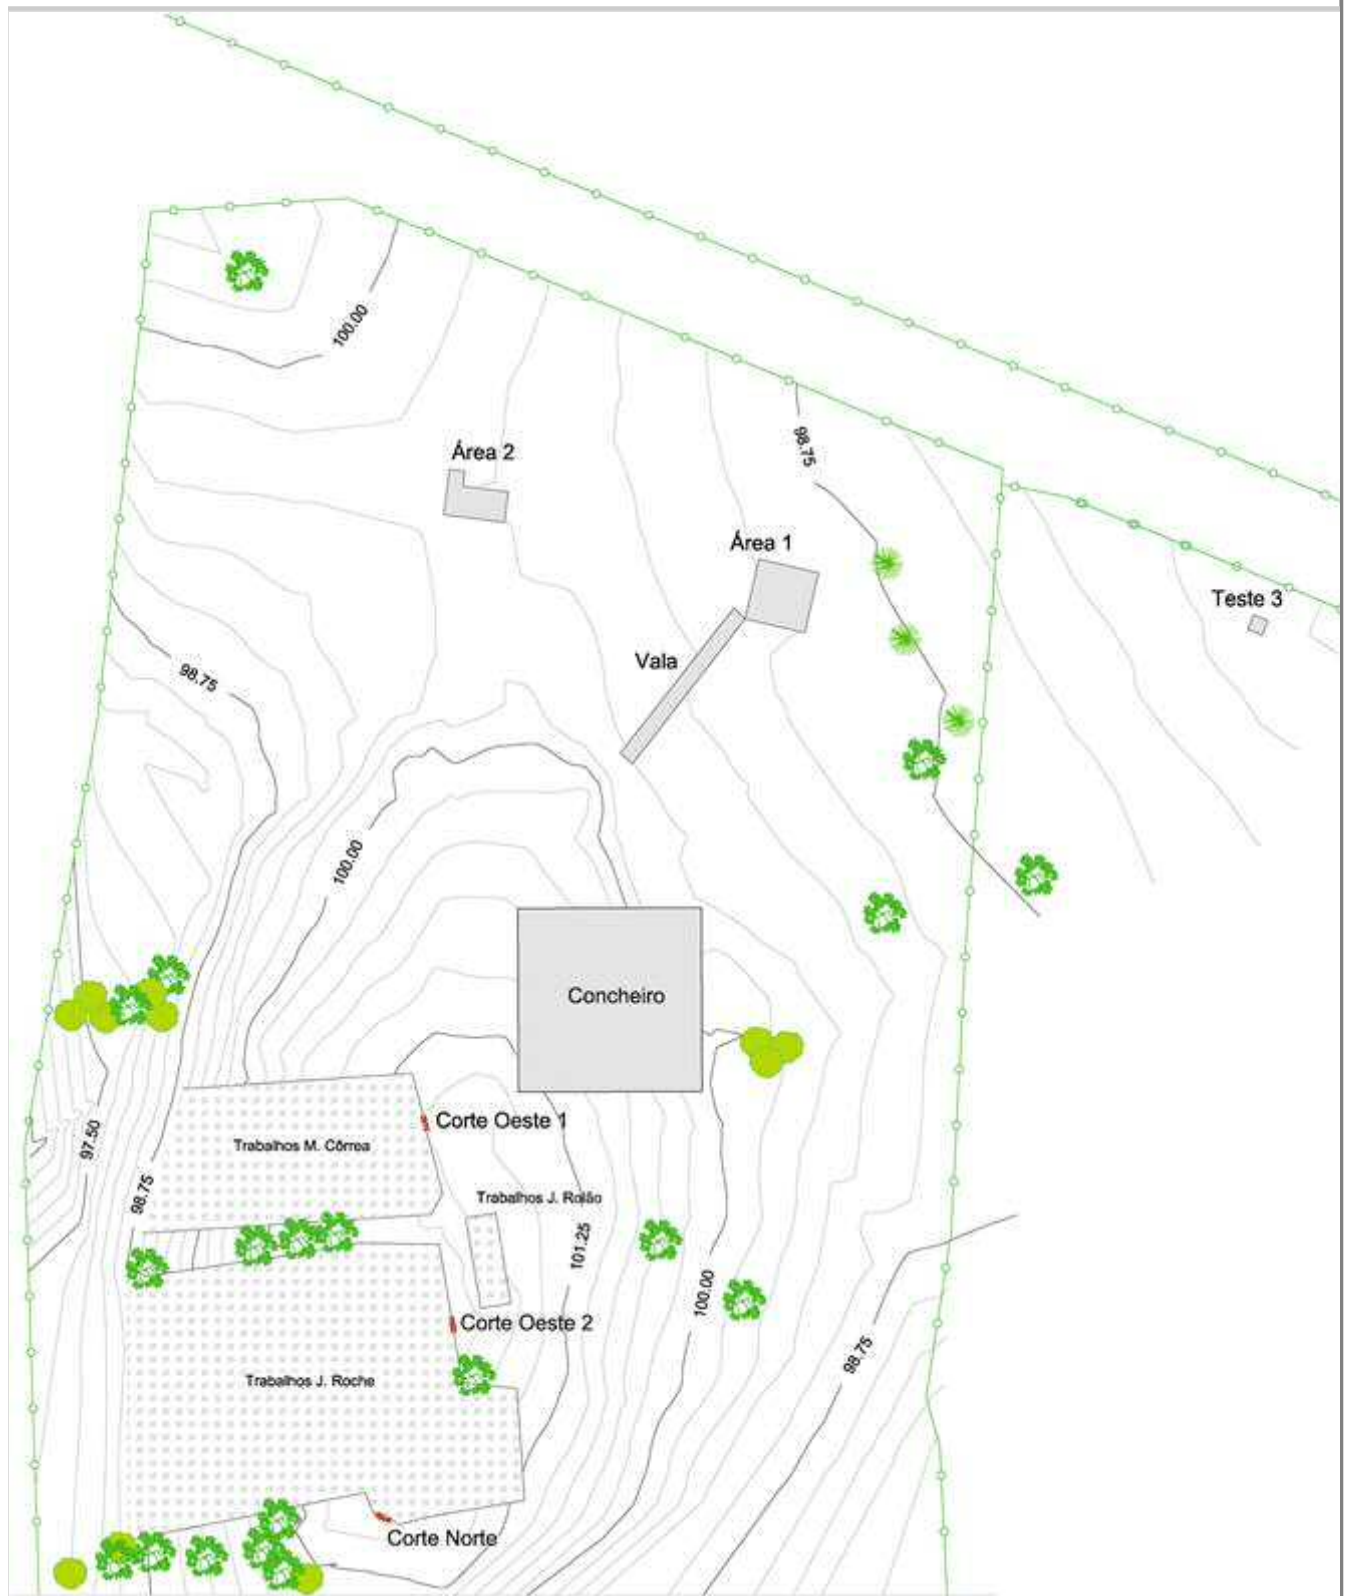 100.00
Área 2
98.75
Área 1
Teste 3
Vala
98.75
100.00
Concheiro
Corte Oeste 1
97.50
Trabalhos M. Côrrea
98.75
Trabalhos J. Rolão
101.25
100.00
Corte Oeste 2
98.75
Trabalhos J. Roche
Corte Norte